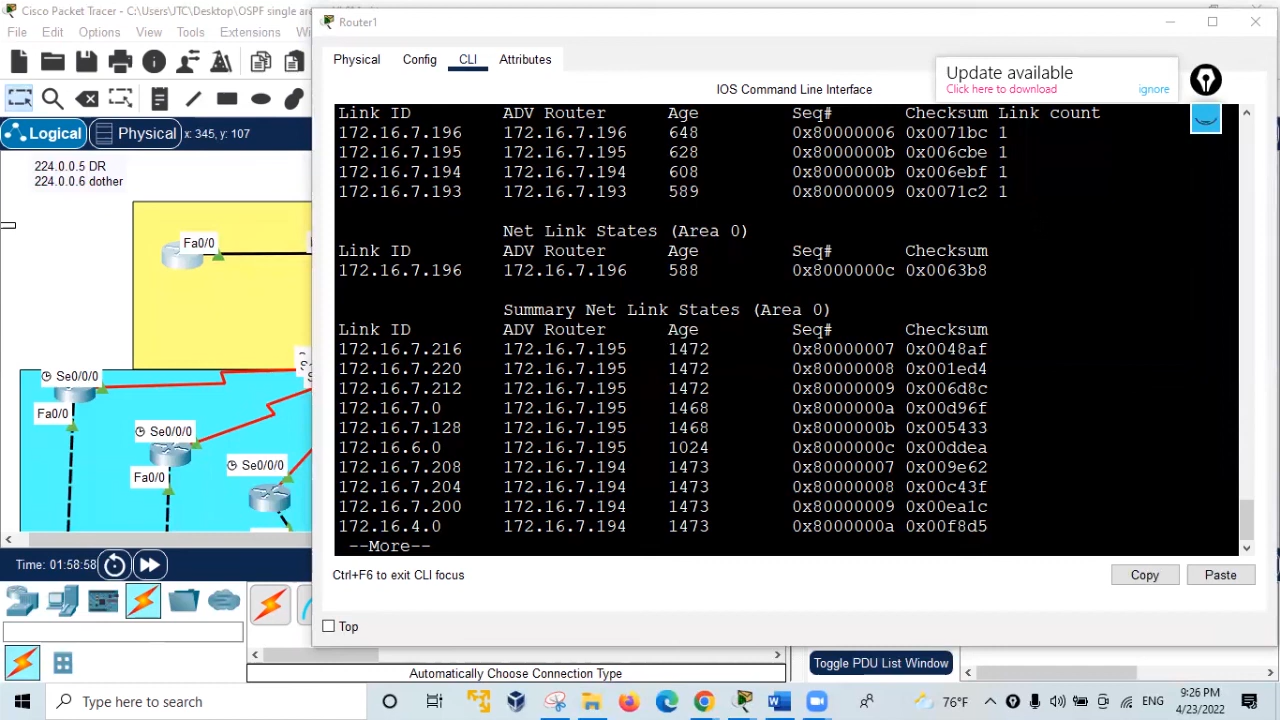 Cisco Packet Tracer - C:\Users\JTC\Desktop\OSPF single are
File Edit Options View Tools Extensions Wi
Logical Physical x: 345, y: 107
224.0.0.5 DR
224.0.0.6 dother
Fa0/0
Se0/0/0
Fa0/0
Se0/0/0
Fa0/0
Se0/0/0
Time: 01:58:58
Router1
Physical Config CLI Attributes
Update available
Click here to download ignore
IOS Command Line Interface
Link ID ADV Router Age Seq# Checksum Link count
172.16.7.196 172.16.7.196 648 0x80000006 0x0071bc 1
172.16.7.195 172.16.7.195 628 0x8000000b 0x006cbe 1
172.16.7.194 172.16.7.194 608 0x8000000b 0x006ebf 1
172.16.7.193 172.16.7.193 589 0x80000009 0x0071c2 1
Net Link States (Area 0)
Link ID ADV Router Age Seq# Checksum
172.16.7.196 172.16.7.196 588 0x8000000c 0x0063b8
Summary Net Link States (Area 0)
Link ID ADV Router Age Seq# Checksum
172.16.7.216 172.16.7.195 1472 0x80000007 0x0048af
172.16.7.220 172.16.7.195 1472 0x80000008 0x001ed4
172.16.7.212 172.16.7.195 1472 0x80000009 0x006d8c
172.16.7.0 172.16.7.195 1468 0x8000000a 0x00d96f
172.16.7.128 172.16.7.195 1468 0x8000000b 0x005433
172.16.6.0 172.16.7.195 1024 0x8000000c 0x00ddea
172.16.7.208 172.16.7.194 1473 0x80000007 0x009e62
172.16.7.204 172.16.7.194 1473 0x80000008 0x00c43f
172.16.7.200 172.16.7.194 1473 0x80000009 0x00ea1c
172.16.4.0 172.16.7.194 1473 0x8000000a 0x00f8d5
--More--
Ctrl+F6 to exit CLI focus
Copy Paste
Top
Automatically Choose Connection Type
Toggle PDU List Window
Type here to search
76°F
ENG
9:26 PM
4/23/2022